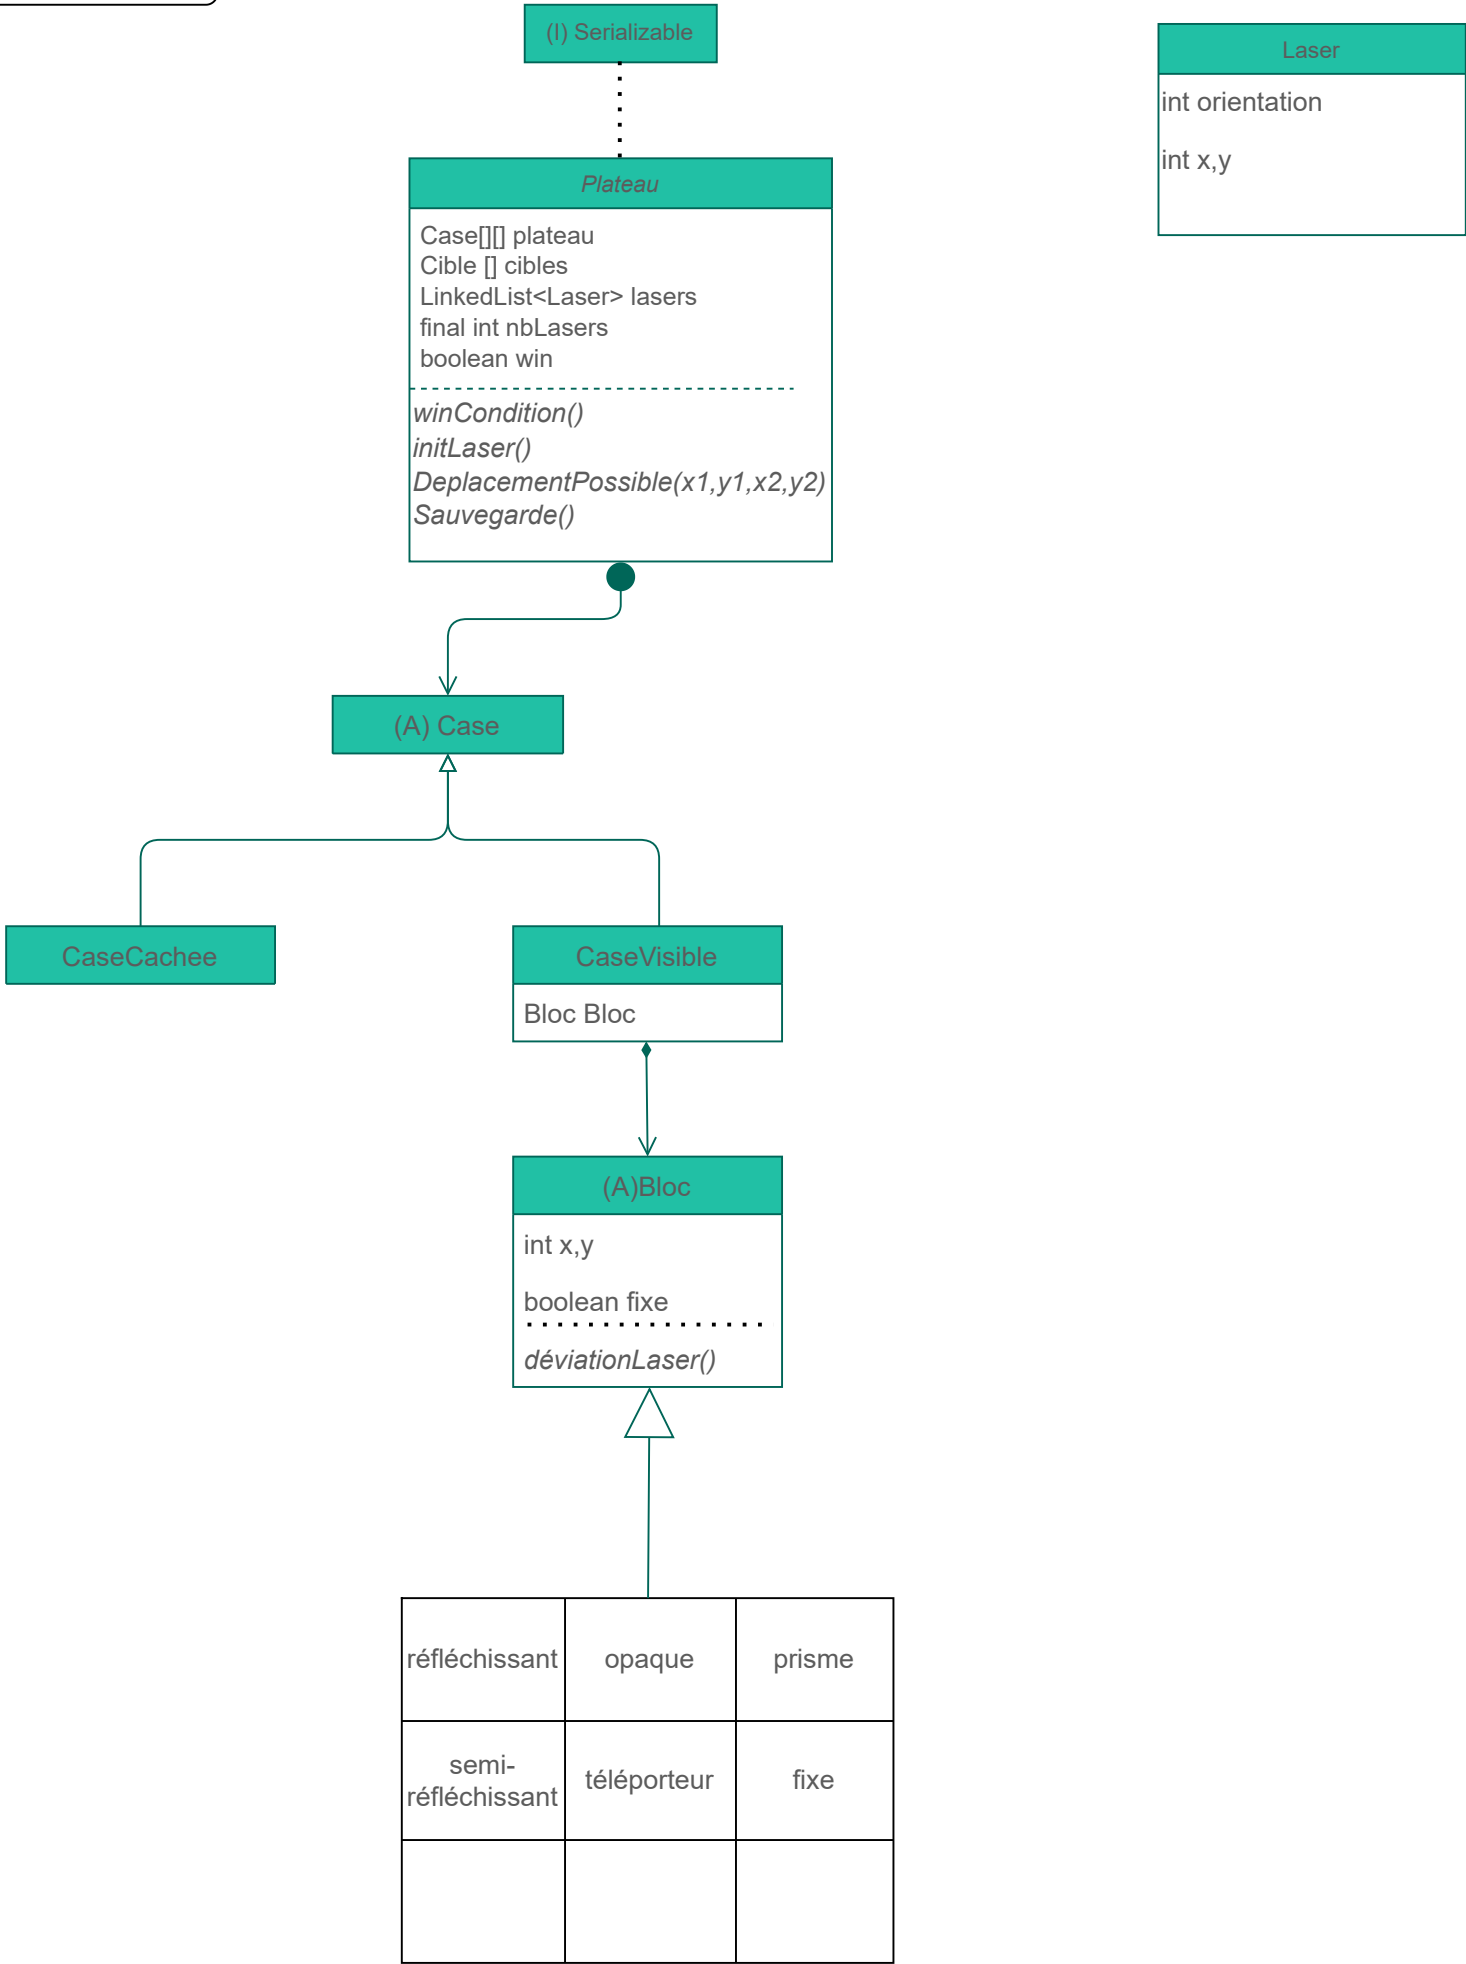 (I) Serializable
Laser
int orientation
int x,y
Plateau
Case[][] plateau
Cible [] cibles
LinkedList<Laser> lasers
final int nbLasers
boolean win
winCondition()
initLaser()
DeplacementPossible(x1,y1,x2,y2)
Sauvegarde()
(A) Case
CaseCachee
CaseVisible
Bloc Bloc
(A)Bloc
int x,y
boolean fixe
déviationLaser()
réfléchissant
opaque
prisme
semi-
réfléchissant
téléporteur
fixe